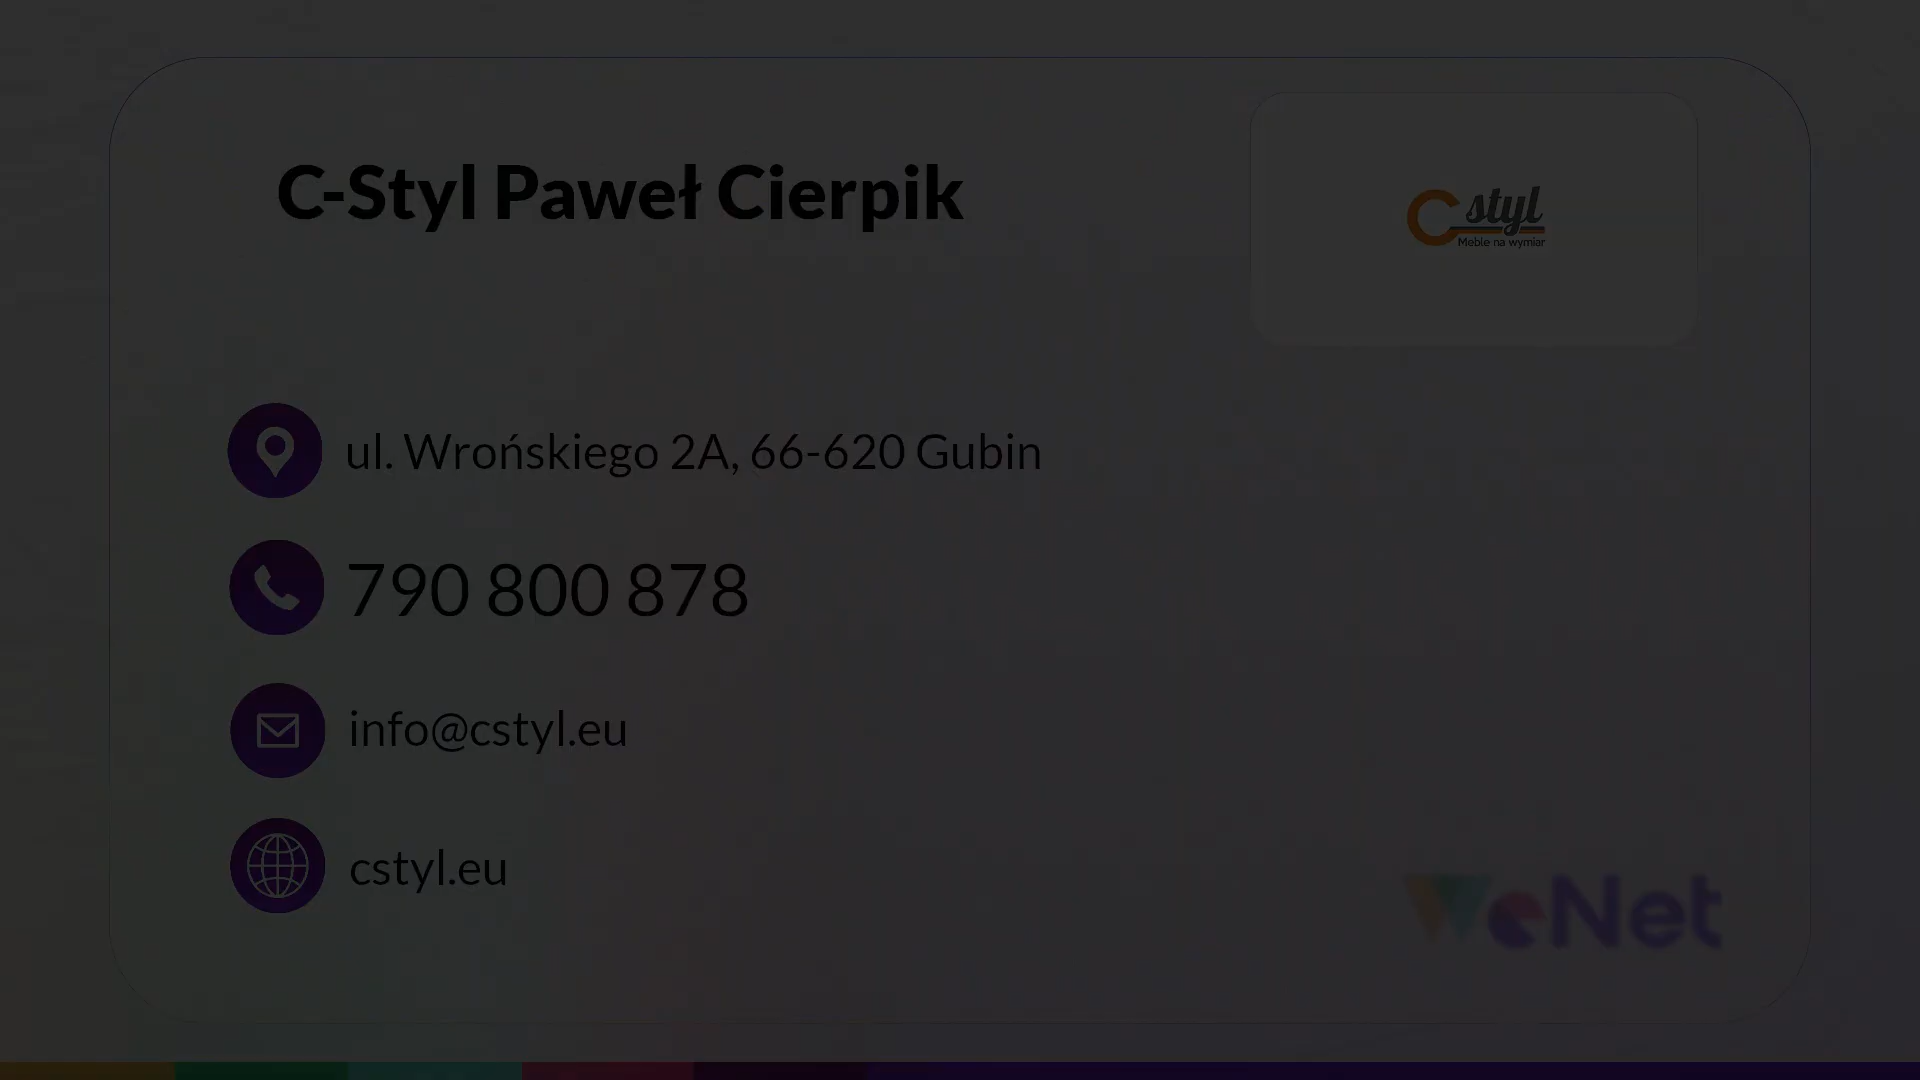 C-Styl Paweł Cierpik
C styl
Meble na wymiar
ul. Wrońskiego 2A, 66-620 Gubin
790 800 878
info@cstyl.eu
cstyl.eu
WeNet